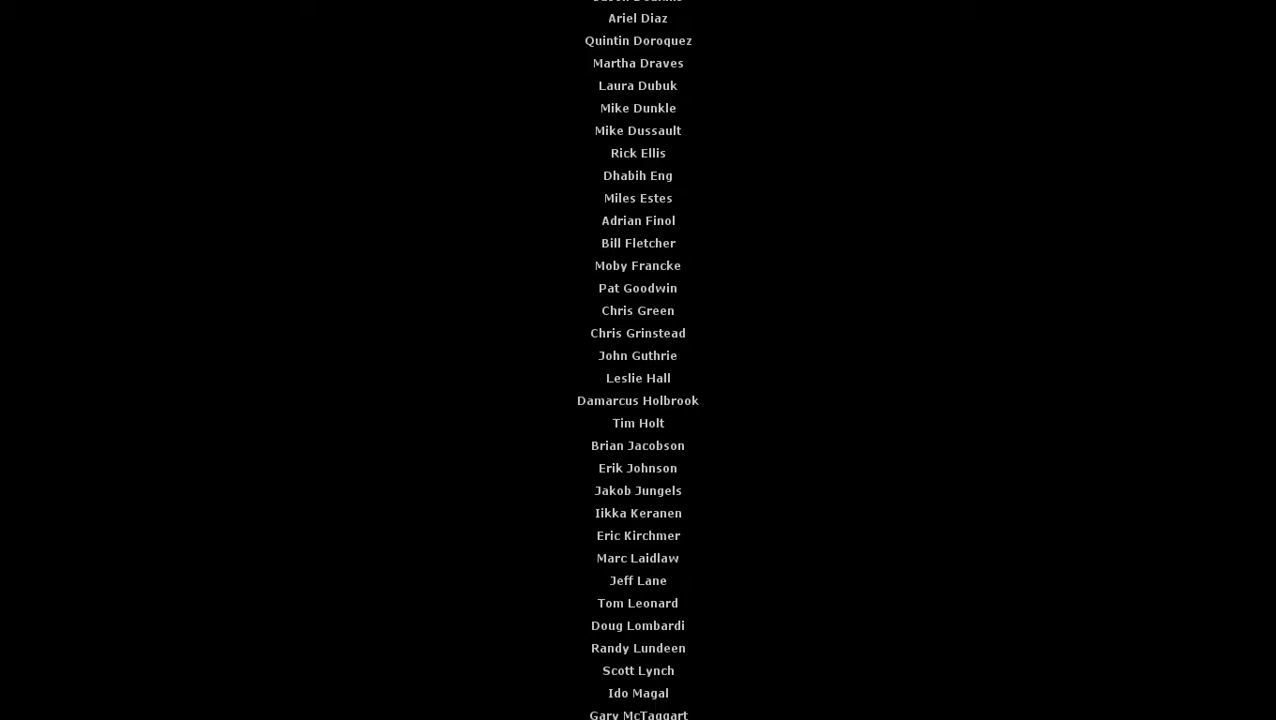 Ariel Diaz
Quintin Doroquez
Martha Draves
Laura Dubuk
Mike Dunkle
Mike Dussault
Rick Ellis
Dhabih Eng
Miles Estes
Adrian Finol
Bill Fletcher
Moby Francke
Pat Goodwin
Chris Green
Chris Grinstead
John Guthrie
Leslie Hall
Damarcus Holbrook
Tim Holt
Brian Jacobson
Erik Johnson
Jakob Jungels
Iikka Keranen
Eric Kirchmer
Marc Laidlaw
Jeff Lane
Tom Leonard
Doug Lombardi
Randy Lundeen
Scott Lynch
Ido Magal
Gary McTaggart